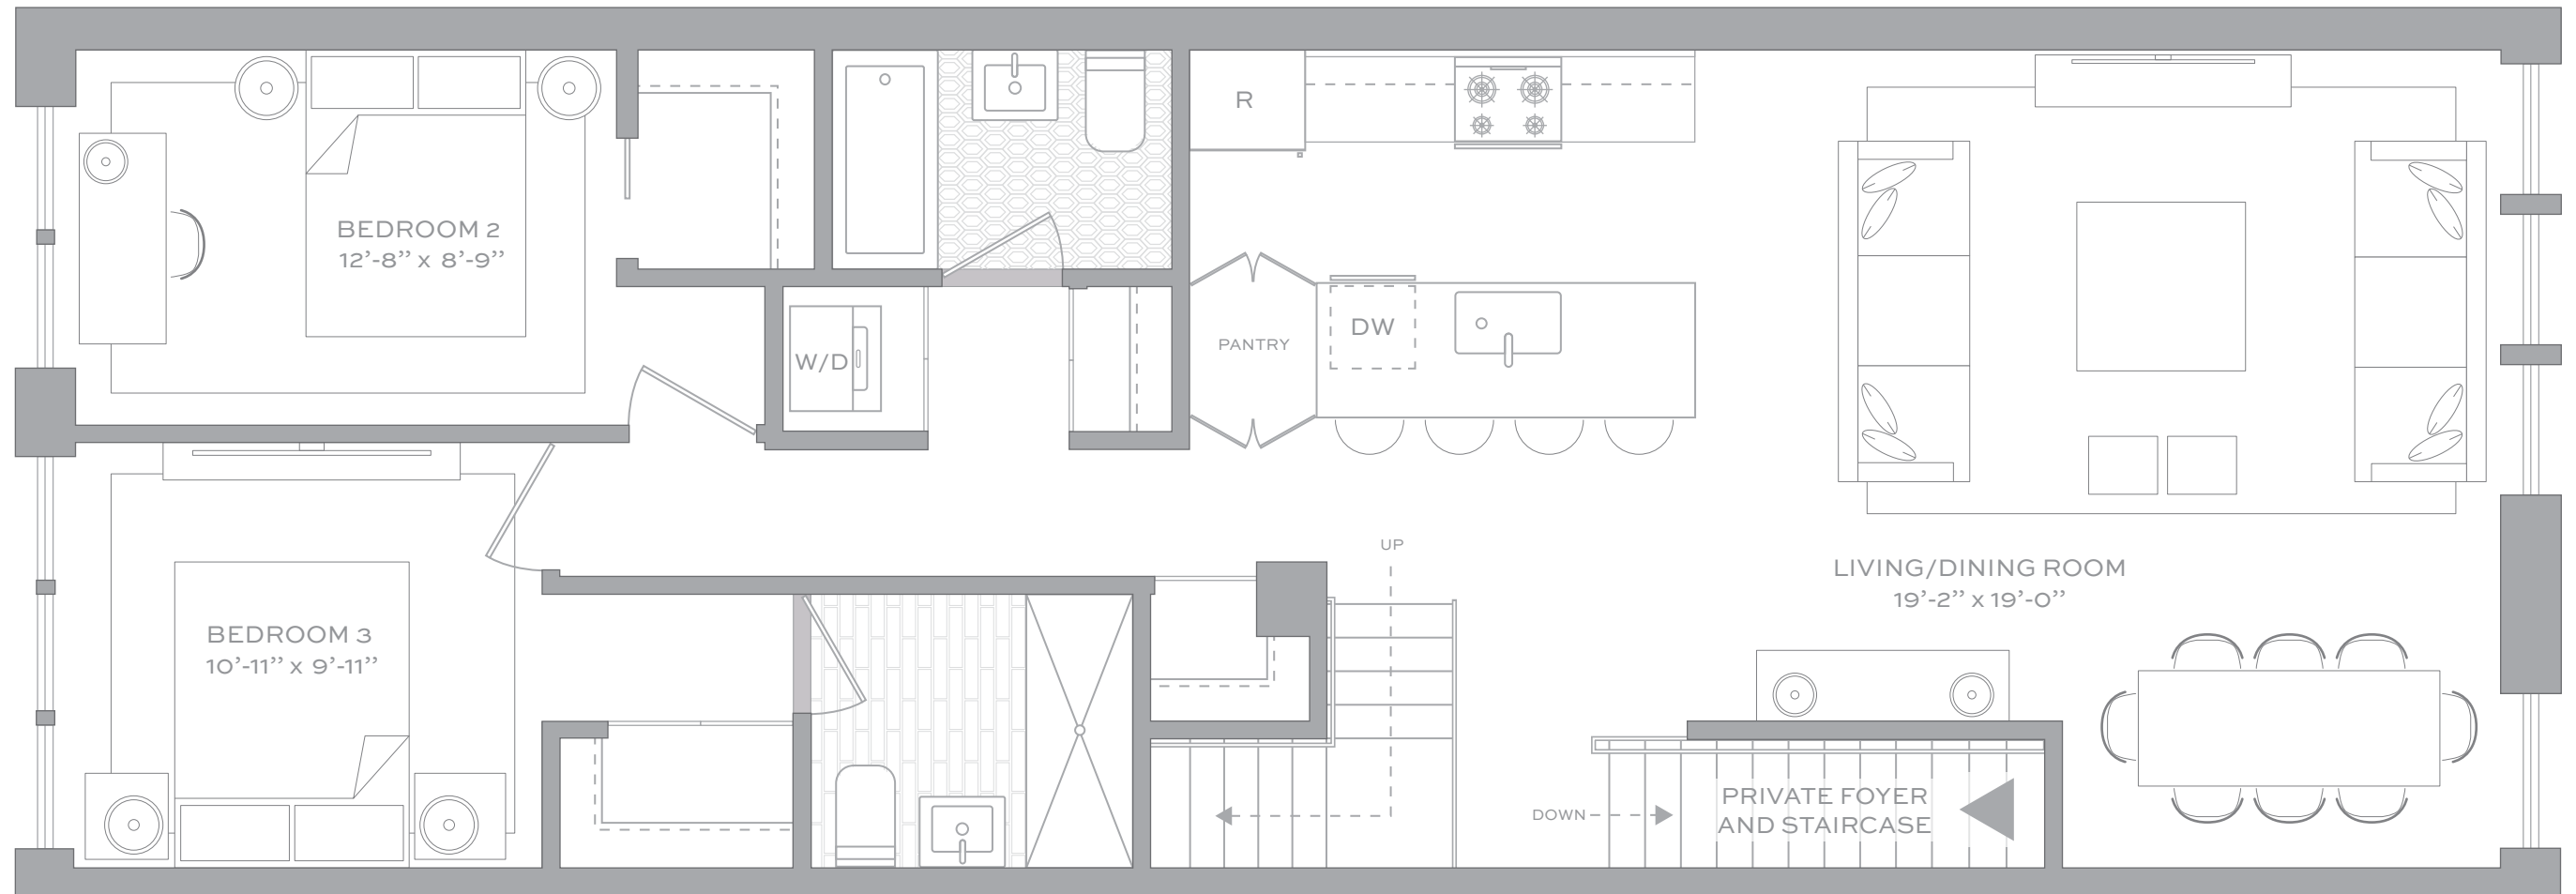 BEDROOM 2
12’-8” x 8’-9”
R
W/D
PANTRY
DW
UP
LIVING/DINING ROOM
19’-2” x 19’-0”
BEDROOM 3
10’-11” x 9’-11”
DOWN
PRIVATE FOYER
AND STAIRCASE